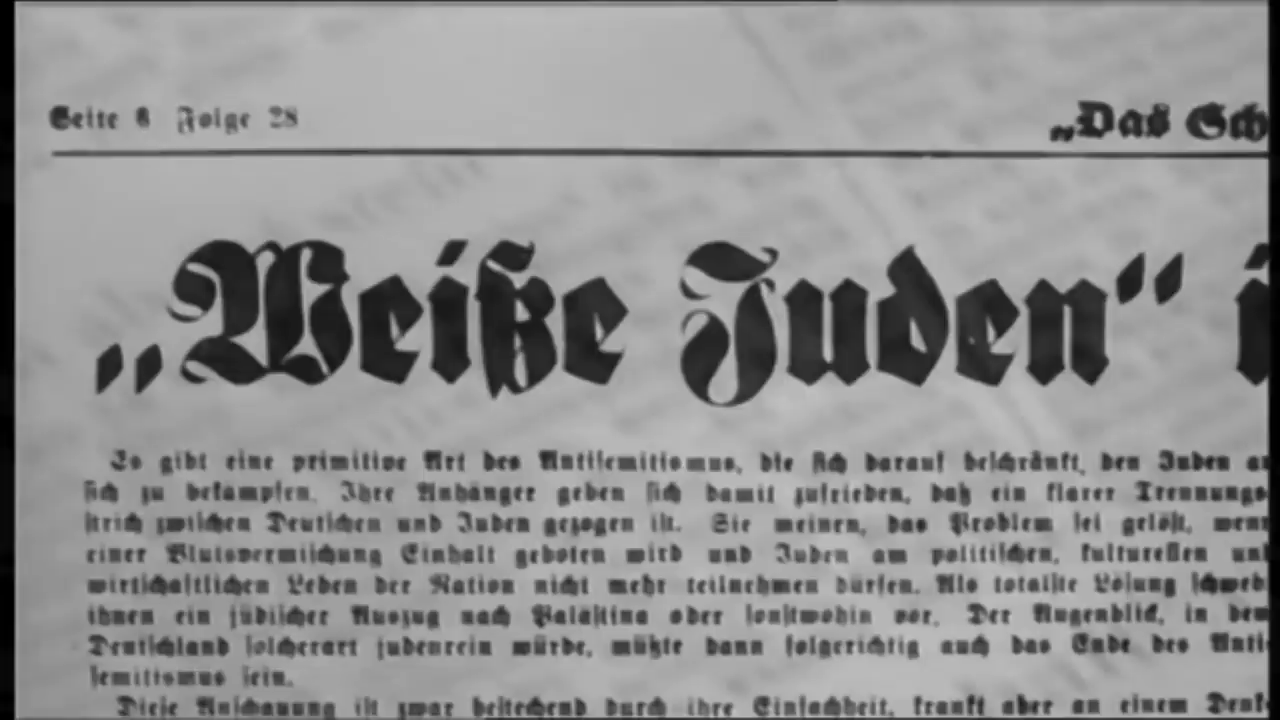 Seite 6 Folge 28
„Das Sch
„Weiße Juden“ i
Es gibt eine primitive Art des Antisemitismus, die sich darauf beschränkt, den Juden an
sich zu bekämpfen. Ihre Anhänger geben sich damit zufrieden, daß ein klarer Trennungs-
strich zwischen Deutschen und Juden gezogen ist. Sie meinen, das Problem sei gelöst, wenn
einer Blutsvermischung Einhalt geboten wird und Juden am politischen, kulturellen und
wirtschaftlichen Leben der Nation nicht mehr teilnehmen dürfen. Als totalste Lösung schweb
ihnen ein jüdischer Auszug nach Palästina oder sonstwohin vor. Der Augenblick, in dem
Deutschland solcherart judenrein würde, müßte dann folgerichtig auch das Ende des Anti-
semitismus sein.
Diese Anschauung ist zwar bestechend durch ihre Einfachheit, krankt aber an einem Denk-